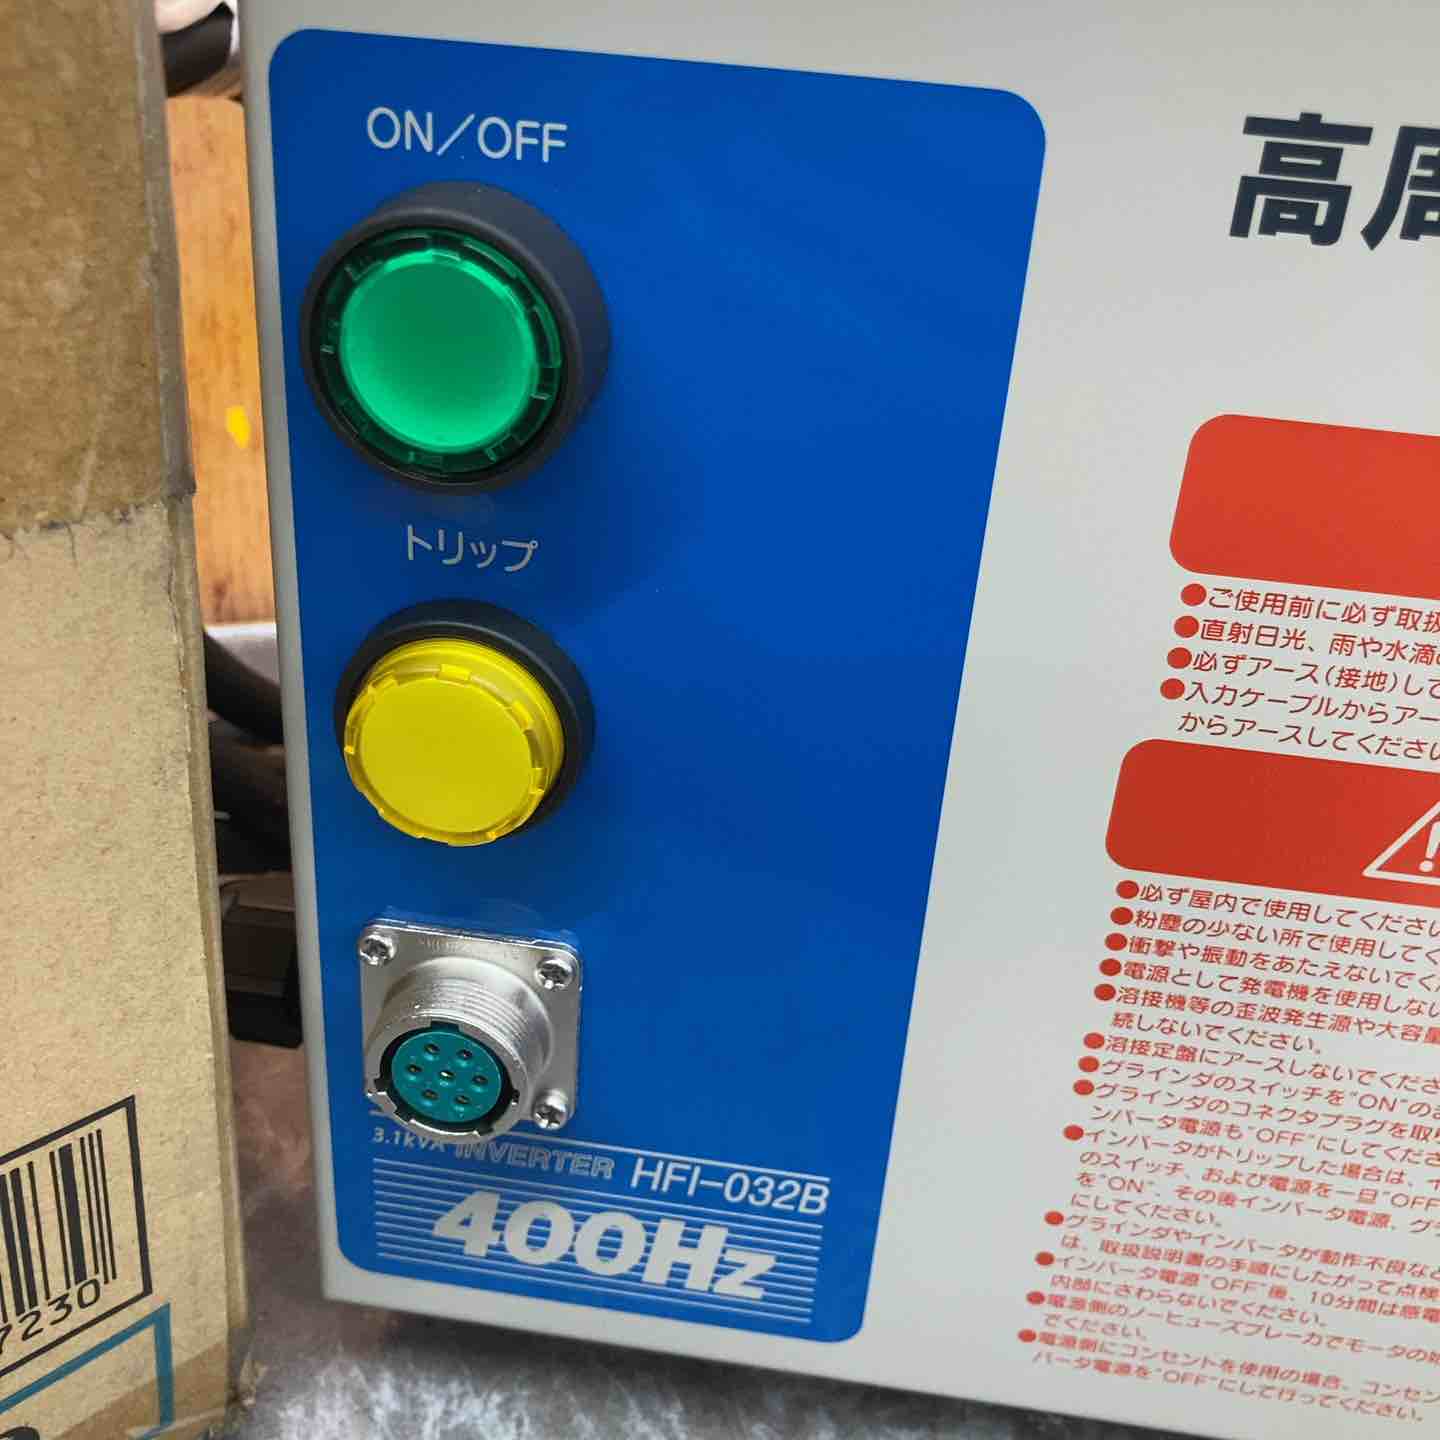 ON/OFF
トリップ
3.1kVA INVERTER HFI-032B
400Hz
高周
●ご使用前に必ず取扱
●直射日光、雨や水滴
●必ずアース(接地)して
●入力ケーブルからアー
からアースしてください
●必ず屋内で使用してください
●粉塵の少ない所で使用してく
●衝撃や振動をあたえないでくだ
●電源として発電機を使用しない
●溶接機等の歪波発生源や大容量
続しないでください。
●溶接定盤にアースしないでくださ
●グラインダのスイッチを"ON"のま
●グラインダのコネクタプラグを取り
ンバータ電源も"OFF"にしてくださ
●インバータがトリップした場合は、イ
のスイッチ、および電源を一旦"OFF
を"ON"、その後インバータ電源、グラ
にしてください。
●グラインダやインバータが動作不良など
は、取扱説明書の手順にしたがって点検
●インバータ電源"OFF"後、10分間は感電
内部にさわらないでください。
●電源側のノーヒューズブレーカでモータの始
でください。
●電源側にコンセントを使用の場合、コンセン
バータ電源を"OFF"にして行ってください。
7230